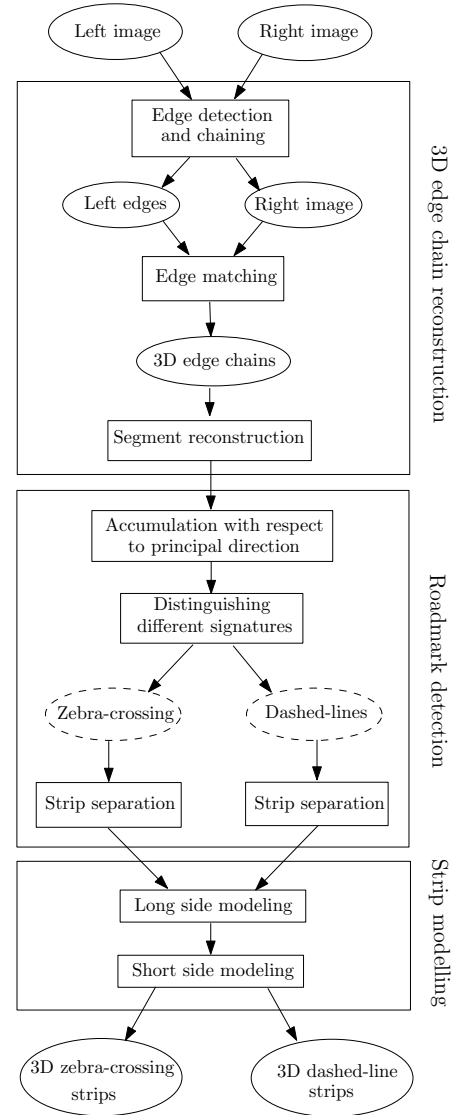 Left image
Right image
Edge detection
and chaining
Left edges
Right image
Edge matching
3D edge chains
Segment reconstruction
3D edge chain reconstruction
Accumulation with respect
to principal direction
Distinguishing
different signatures
Zebra-crossing
Dashed-lines
Strip separation
Strip separation
Roadmark detection
Long side modeling
Short side modeling
Strip modelling
3D zebra-crossing
strips
3D dashed-line
strips